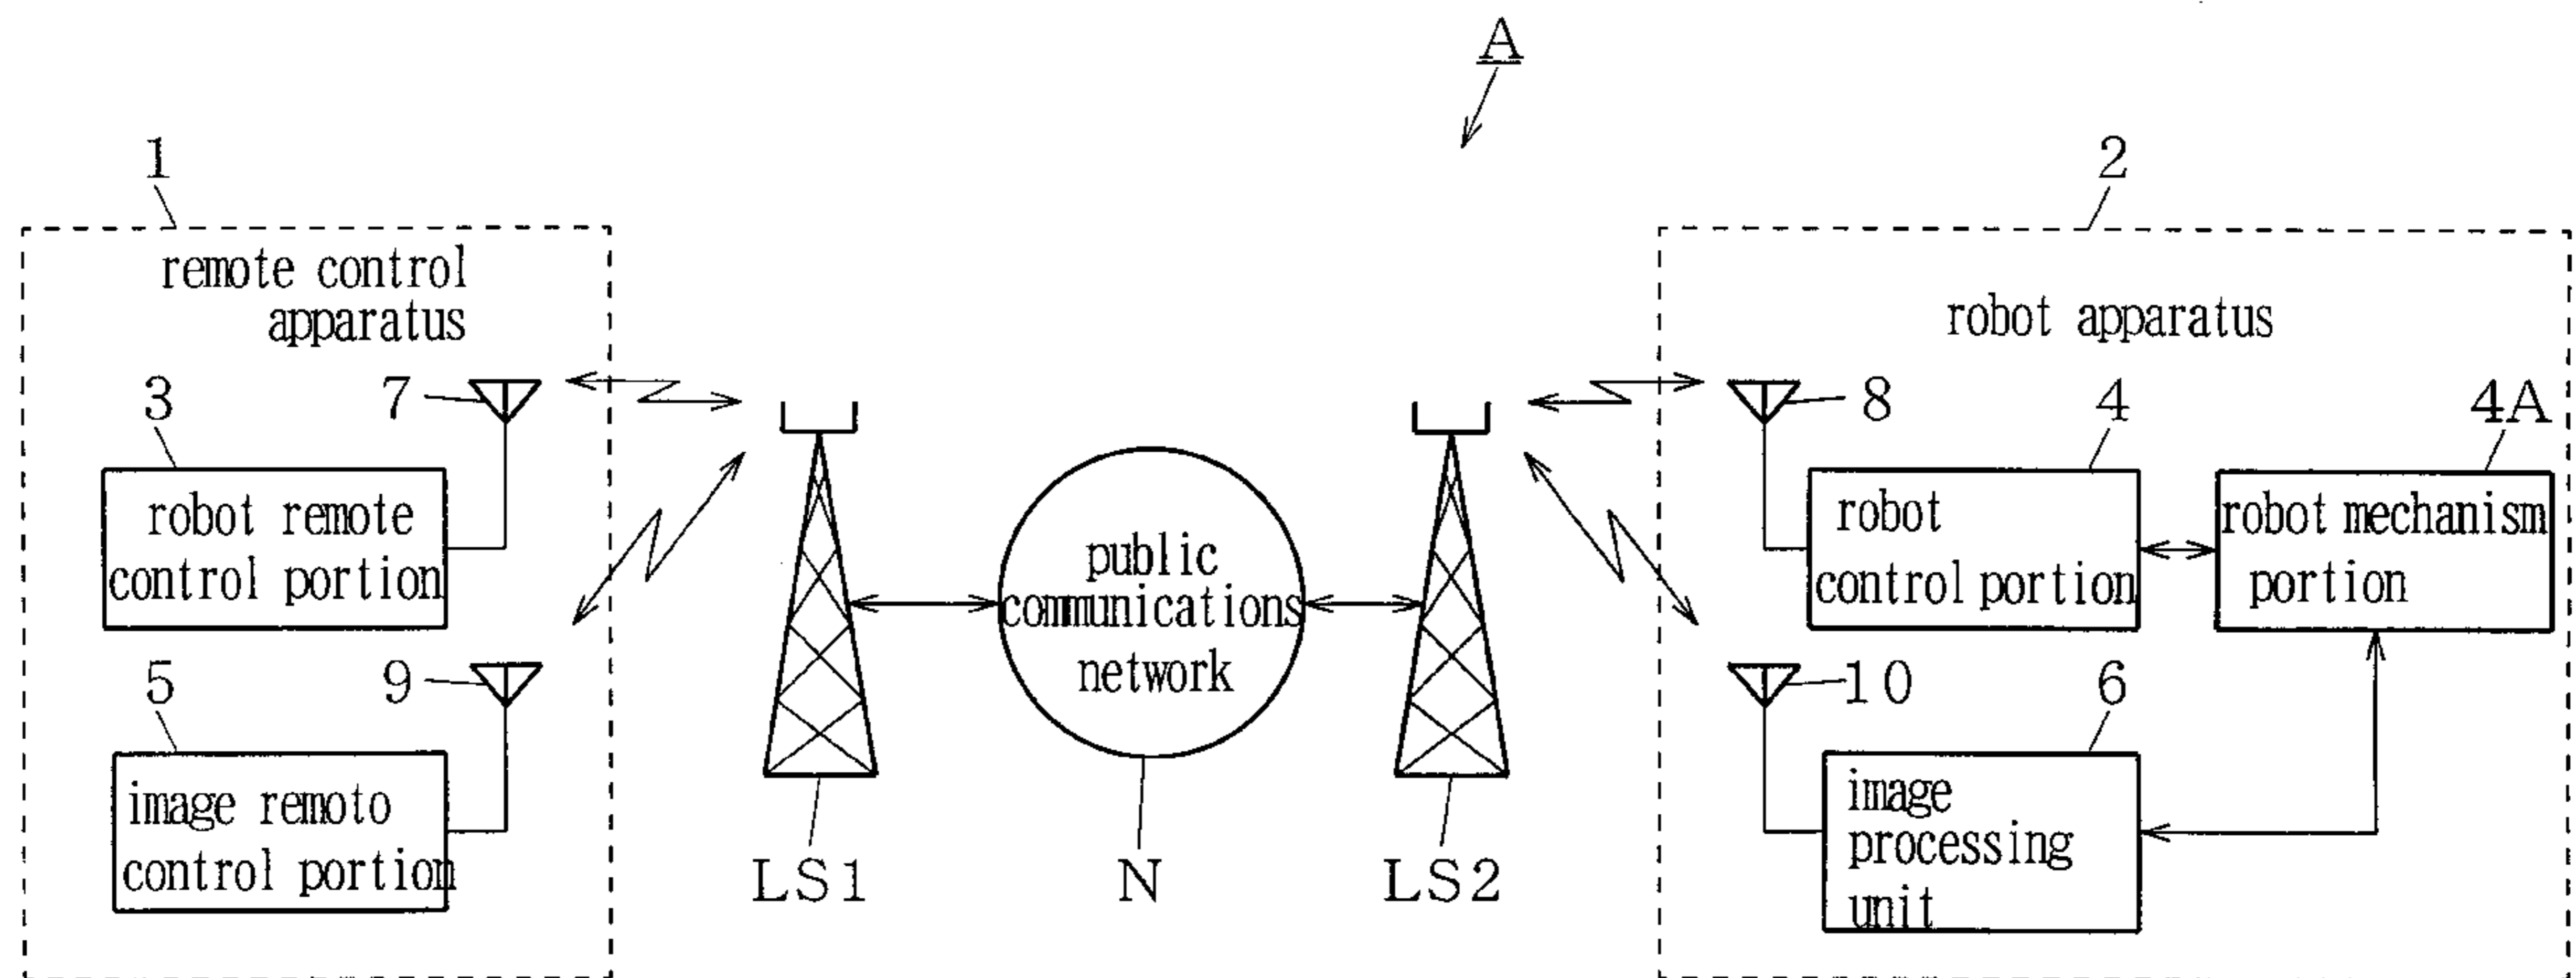 A
1
2
remote control
apparatus
robot apparatus
3
7
8
4
4A
robot remote
control portion
public
communications
network
robot
control portion
robot mechanism
portion
5
9
10
6
image remoto
control portion
image
processing
unit
LS1
N
LS2